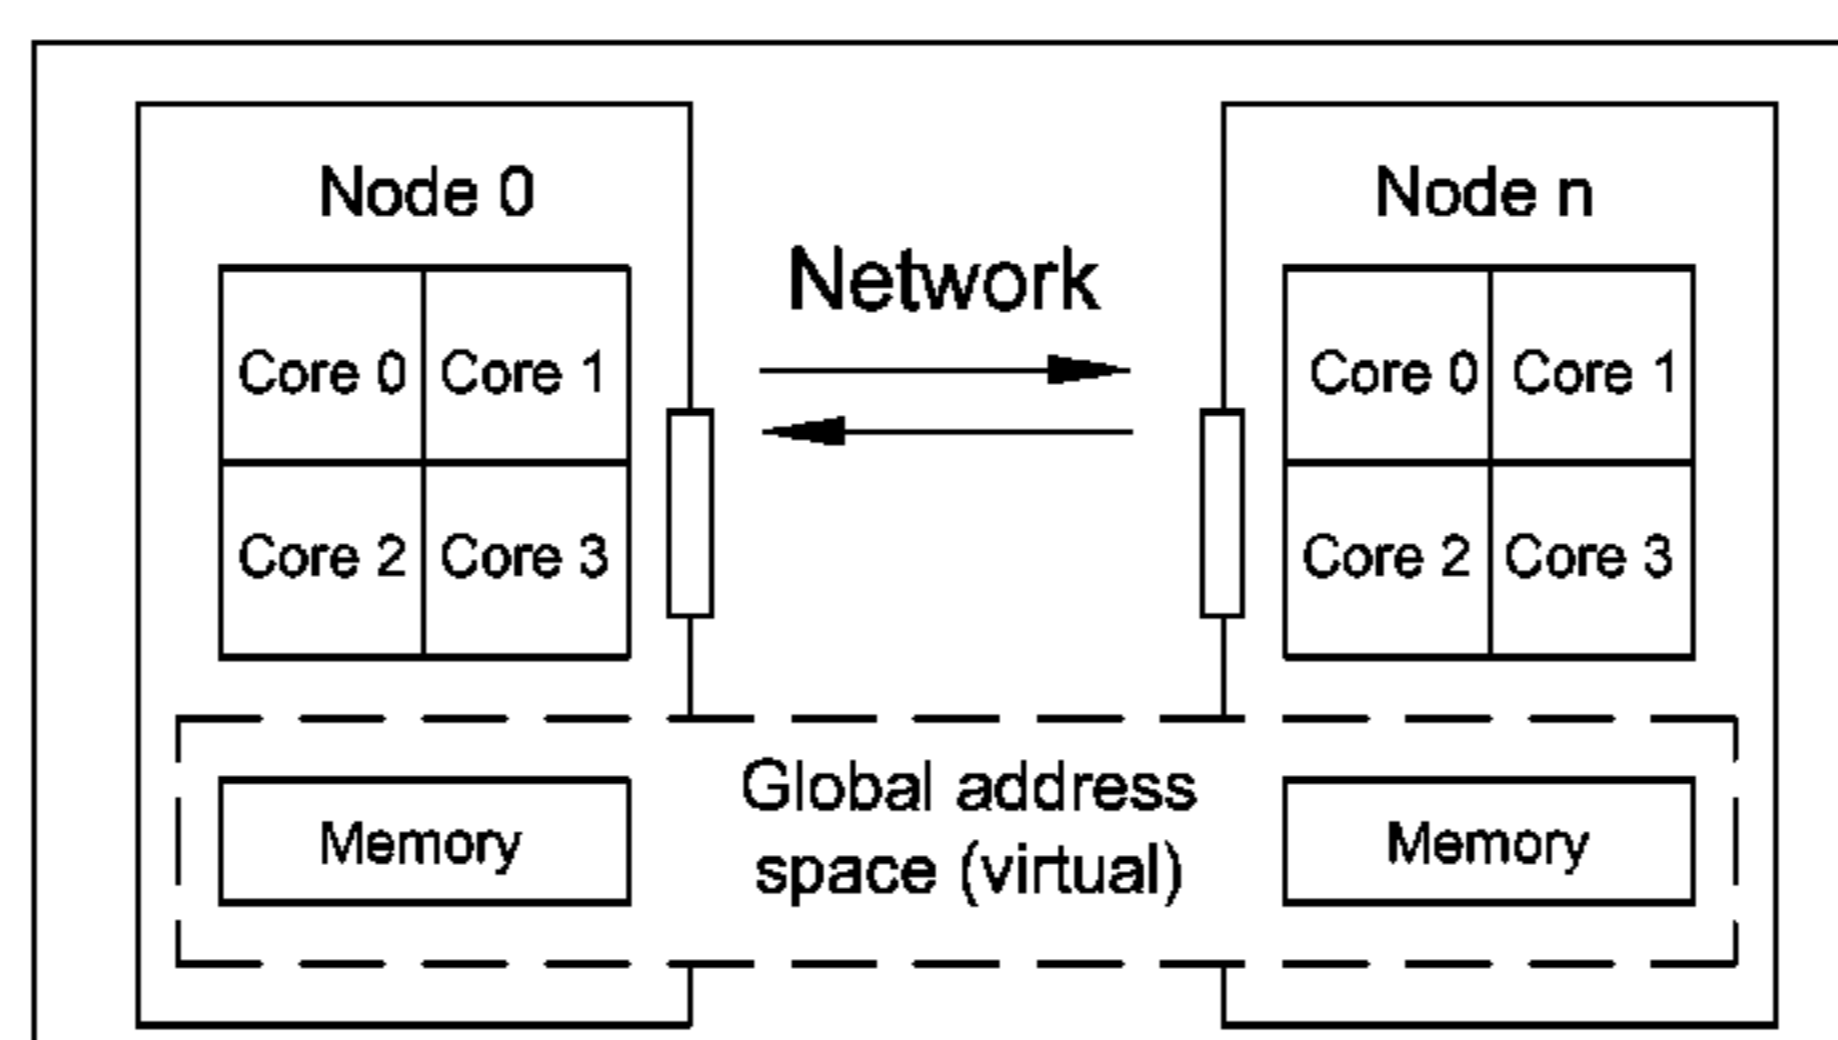 Node 0
Node n
Network
Core 0
Core 1
Core 0
Core 1
Core 2
Core 3
Core 2
Core 3
Global address
space (virtual)
Memory
Memory